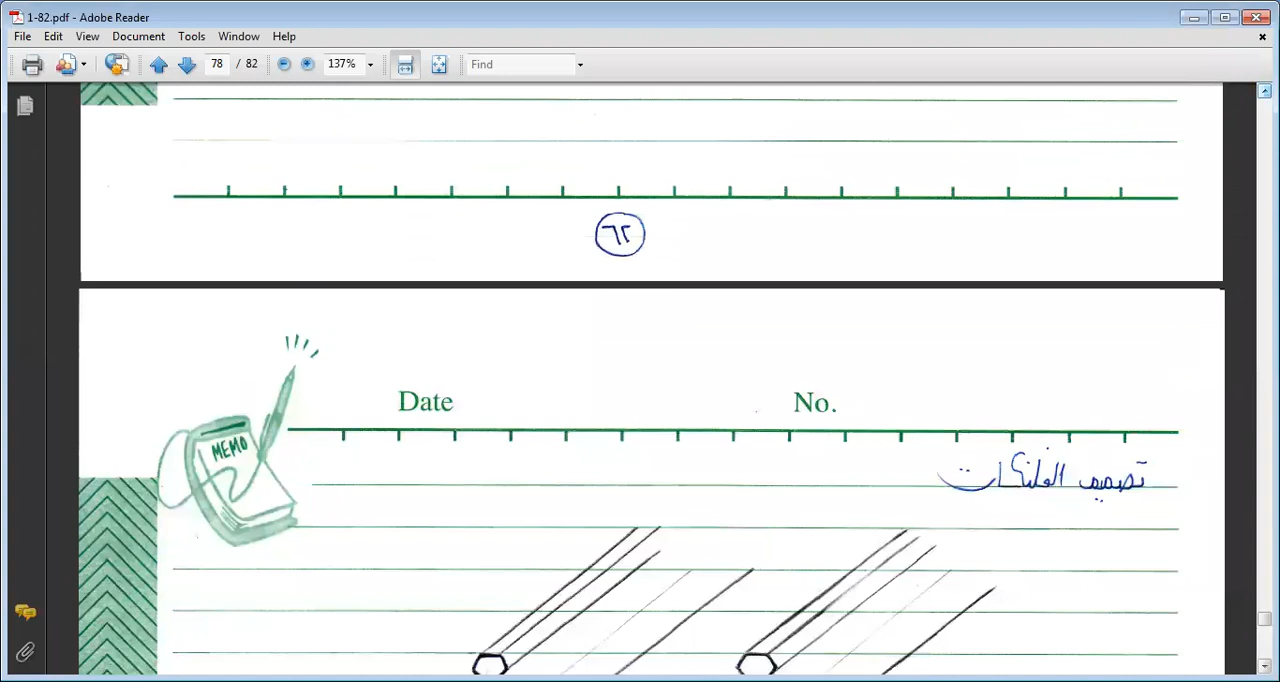 1-82.pdf - Adobe Reader
File Edit View Document Tools Window Help
78 / 82 137% Find
٦٢
Date No.
MEMO
تصميم الفلنكات